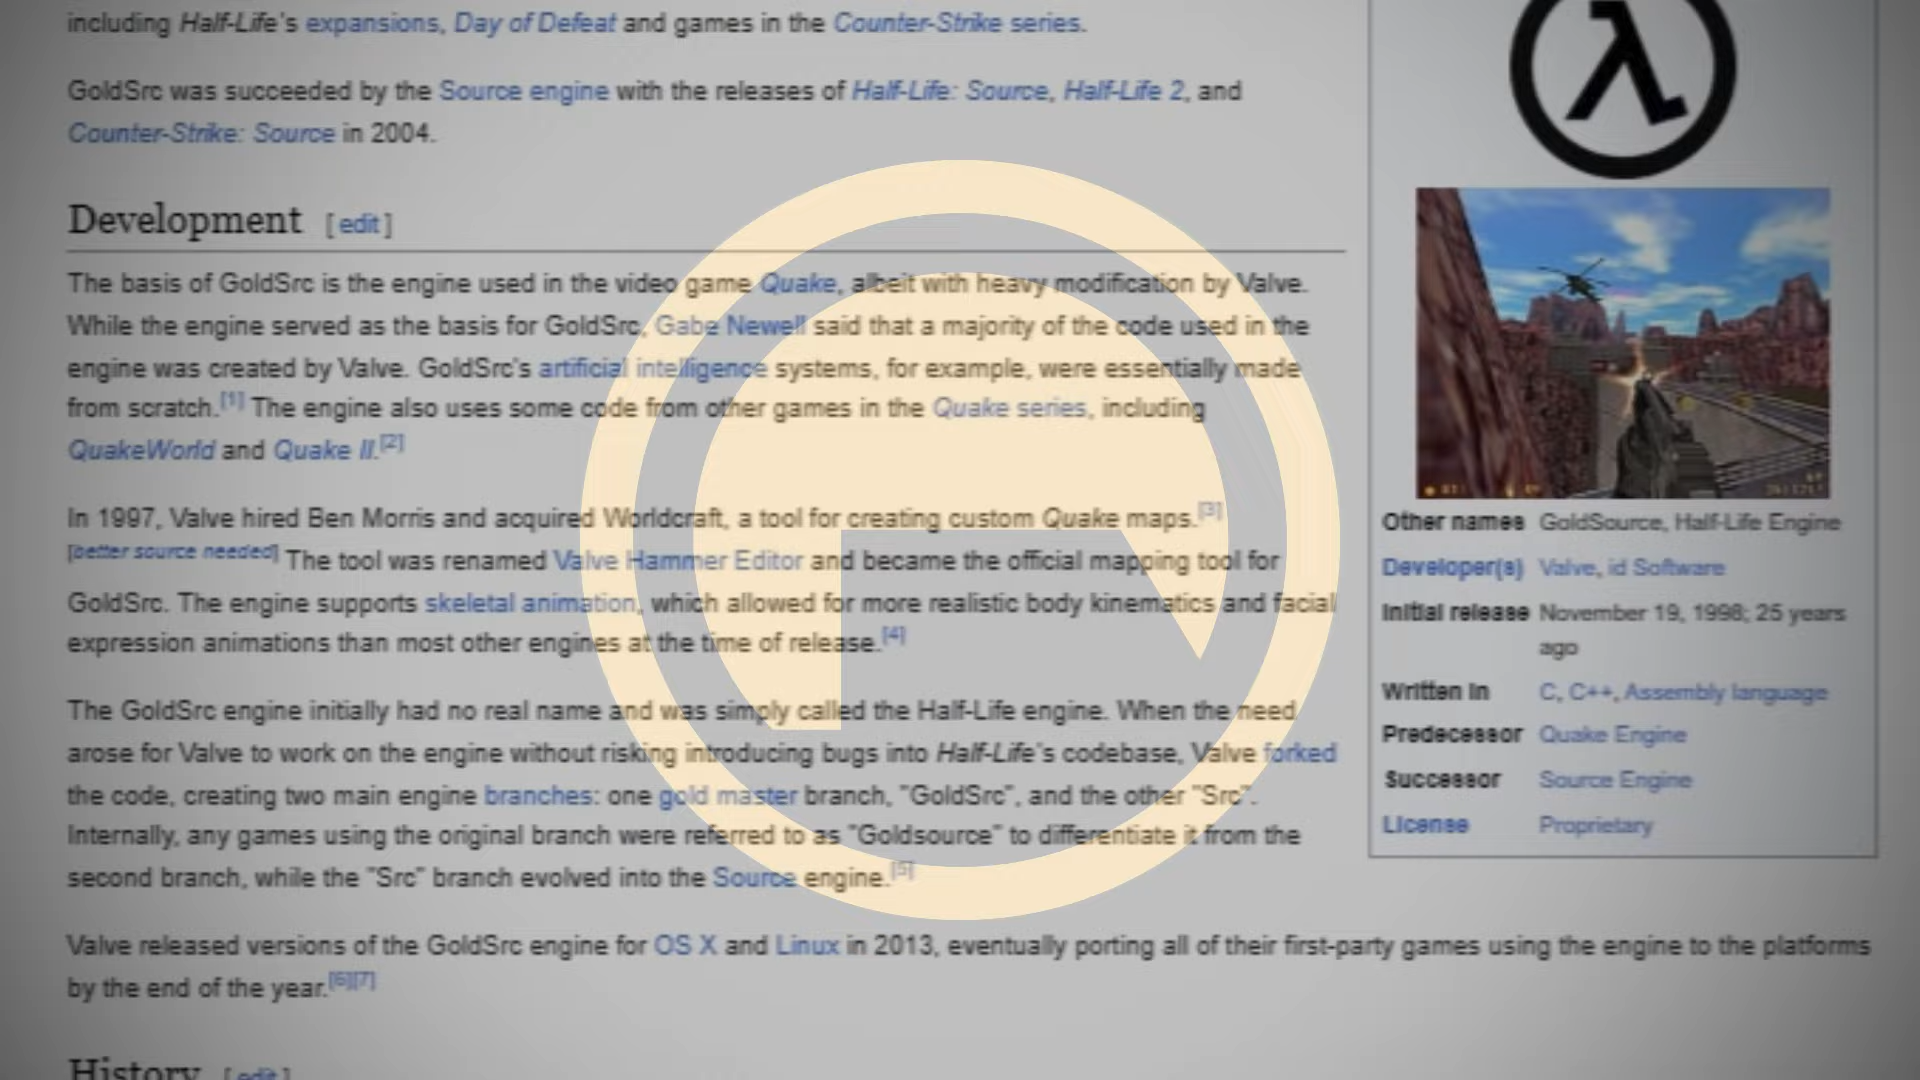 including Half-Life's expansions, Day of Defeat and games in the Counter-Strike series.
GoldSrc was succeeded by the Source engine with the releases of Half-Life: Source, Half-Life 2, and
Counter-Strike: Source in 2004.
Development [ edit ]
The basis of GoldSrc is the engine used in the video game Quake, albeit with heavy modification by Valve.
While the engine served as the basis for GoldSrc, Gabe Newell said that a majority of the code used in the
engine was created by Valve. GoldSrc's artificial intelligence systems, for example, were essentially made
from scratch.[1] The engine also uses some code from other games in the Quake series, including
QuakeWorld and Quake II.[2]
In 1997, Valve hired Ben Morris and acquired Worldcraft, a tool for creating custom Quake maps.[3]
[better source needed] The tool was renamed Valve Hammer Editor and became the official mapping tool for
GoldSrc. The engine supports skeletal animation, which allowed for more realistic body kinematics and facial
expression animations than most other engines at the time of release.[4]
The GoldSrc engine initially had no real name and was simply called the Half-Life engine. When the need
arose for Valve to work on the engine without risking introducing bugs into Half-Life's codebase, Valve forked
the code, creating two main engine branches: one gold master branch, "GoldSrc", and the other "Src".
Internally, any games using the original branch were referred to as "Goldsource" to differentiate it from the
second branch, while the "Src" branch evolved into the Source engine.[5]
Valve released versions of the GoldSrc engine for OS X and Linux in 2013, eventually porting all of their first-party games using the engine to the platforms
by the end of the year.[6][7]
History [ edit ]
λ
Other names GoldSource, Half-Life Engine
Developer(s) Valve, id Software
Initial release November 19, 1998; 25 years
ago
Written in C, C++, Assembly language
Predecessor Quake Engine
Successor Source Engine
License Proprietary